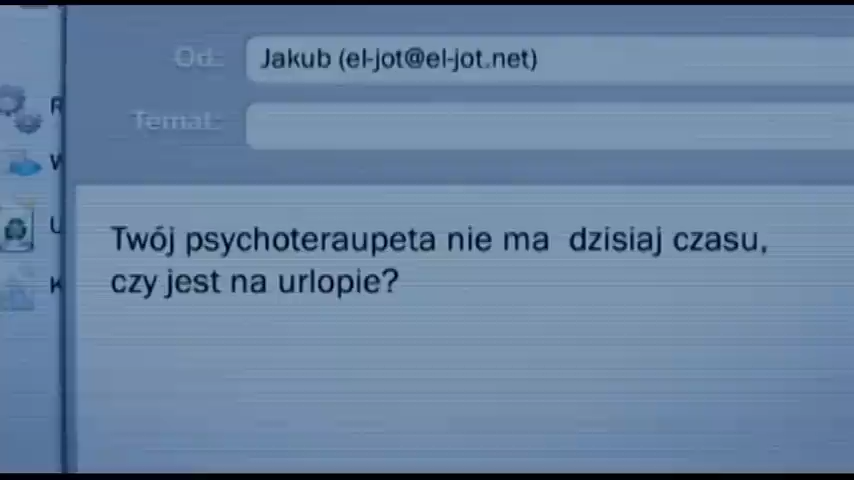 Od: Jakub (el-jot@el-jot.net)
Temat:
Twój psychoteraupeta nie ma dzisiaj czasu,
czy jest na urlopie?
R
W
U
K